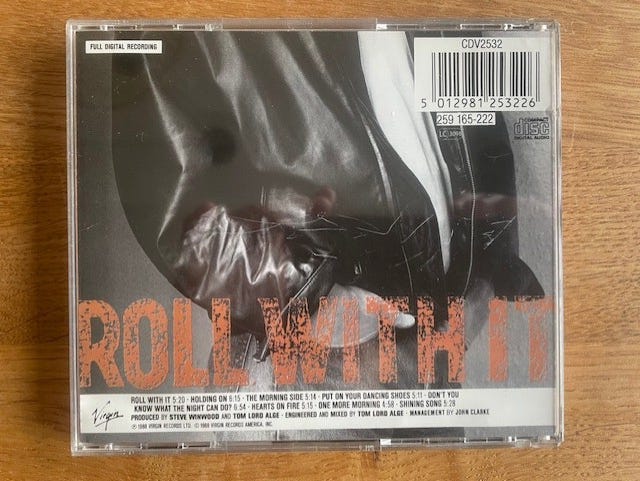 FULL DIGITAL RECORDING
CDV2532
5 012981 253226
259 165-222
LC 3098
COMPACT
disc
DIGITAL AUDIO
ROLL WITH IT
Virgin
ROLL WITH IT 5:20 · HOLDING ON 6:15 · THE MORNING SIDE 5:14 · PUT ON YOUR DANCING SHOES 5:11 · DON'T YOU
KNOW WHAT THE NIGHT CAN DO? 6:54 · HEARTS ON FIRE 5:15 · ONE MORE MORNING 4:58 · SHINING SONG 5:28
PRODUCED BY STEVE WINWOOD AND TOM LORD ALGE · ENGINEERED AND MIXED BY TOM LORD ALGE · MANAGEMENT BY JOHN CLARKE
℗ 1988 VIRGIN RECORDS LTD. © 1988 VIRGIN RECORDS AMERICA, INC.